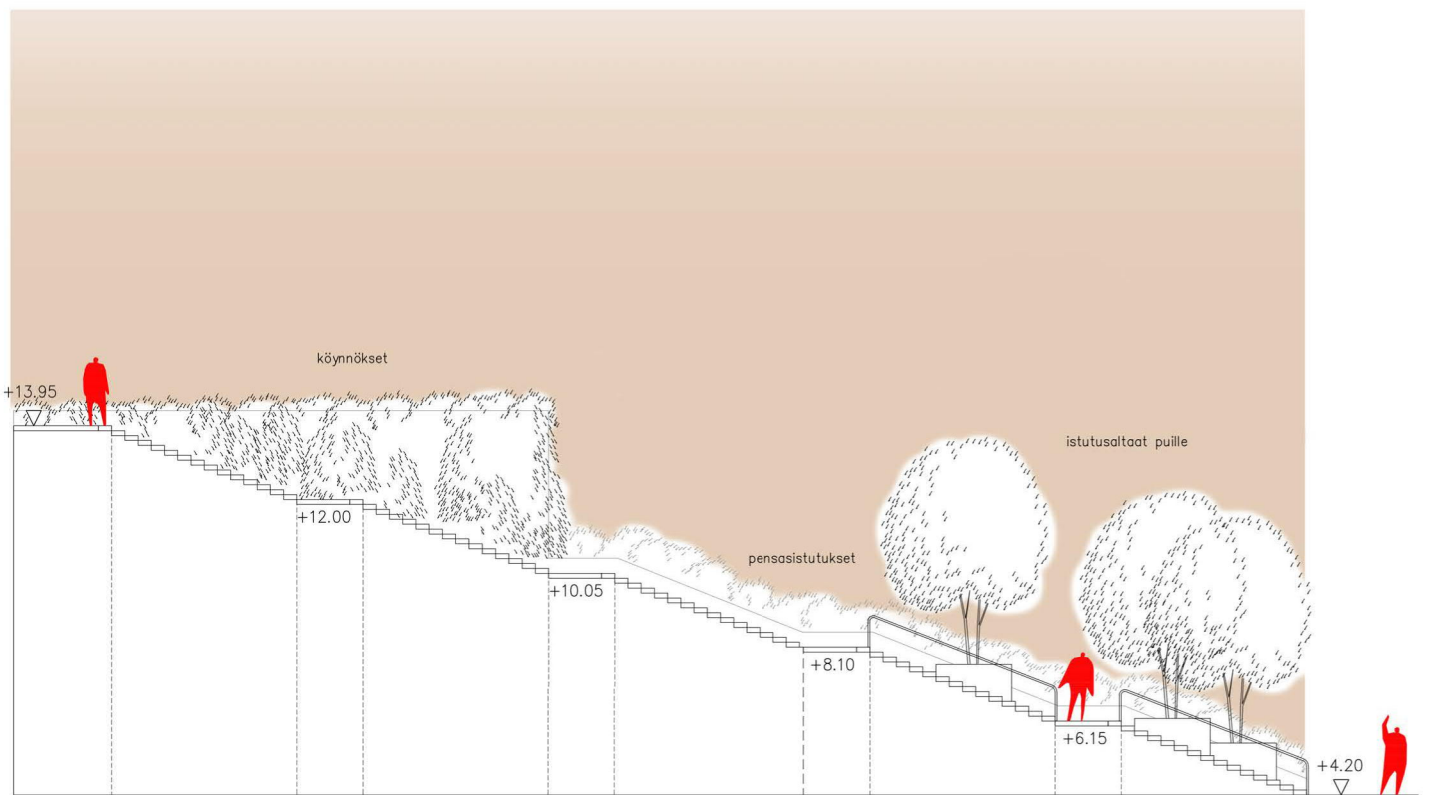 köynnökset
+13.95
istutusaltaat puille
+12.00
pensasistutukset
+10.05
+8.10
+6.15
+4.20